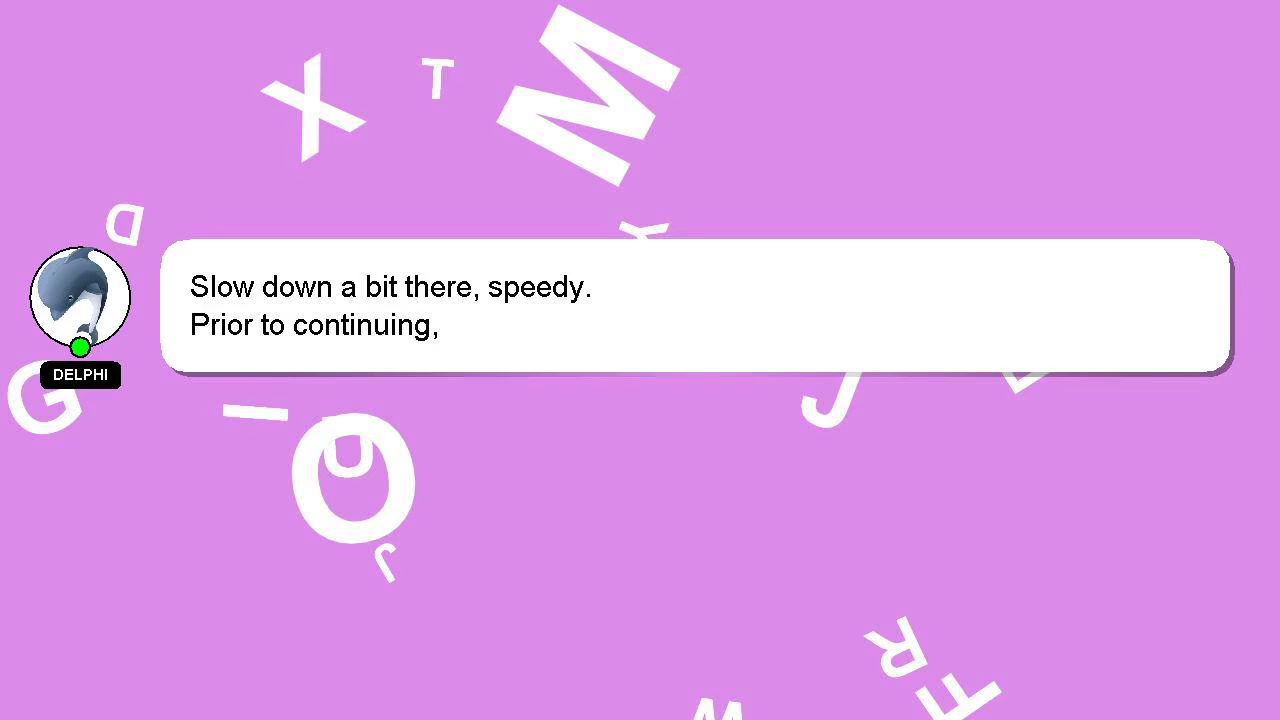 X
T
M
D
Y
Slow down a bit there, speedy.
Prior to continuing,
DELPHI
G
I
O
U
J
J
R
F
W